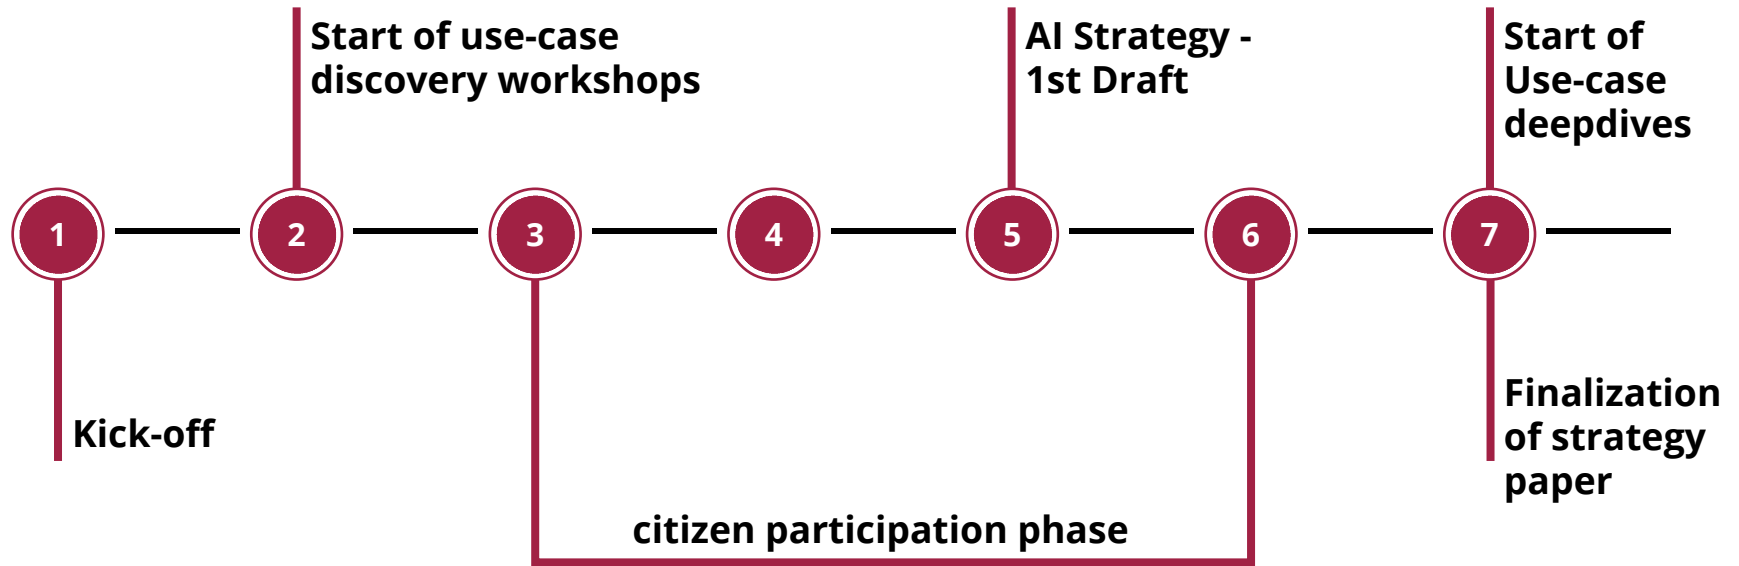 Start of use-case
discovery workshops
AI Strategy -
1st Draft
Start of
Use-case
deepdives
1
2
3
4
5
6
7
Kick-off
Finalization
of strategy
paper
citizen participation phase